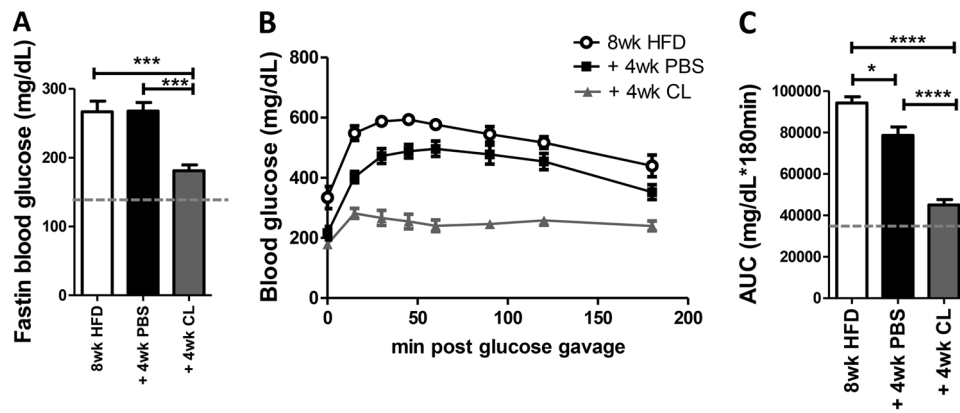 A
Fastin blood glucose (mg/dL)
300
200
100
0
***
***
8wk HFD
+ 4wk PBS
+ 4wk CL
B
Blood glucose (mg/dL)
800
600
400
200
0
0
50
100
150
200
min post glucose gavage
8wk HFD
+ 4wk PBS
+ 4wk CL
C
AUC (mg/dL*180min)
100000
80000
60000
40000
20000
0
****
*
****
8wk HFD
+ 4wk PBS
+ 4wk CL